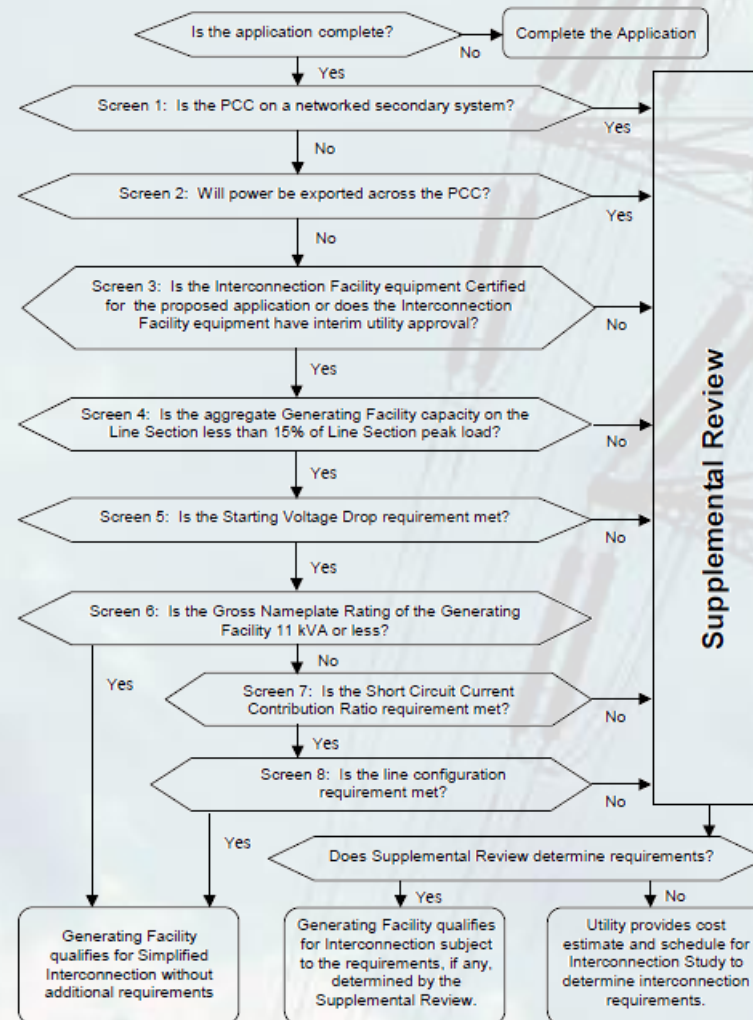 Is the application complete?
No
Complete the Application
Yes
Screen 1: Is the PCC on a networked secondary system?
Yes
No
Screen 2: Will power be exported across the PCC?
Yes
No
Screen 3: Is the Interconnection Facility equipment Certified
for the proposed application or does the Interconnection
Facility equipment have interim utility approval?
No
Yes
Screen 4: Is the aggregate Generating Facility capacity on the
Line Section less than 15% of Line Section peak load?
No
Yes
Screen 5: Is the Starting Voltage Drop requirement met?
No
Yes
Screen 6: Is the Gross Nameplate Rating of the Generating
Facility 11 kVA or less?
Yes
No
Screen 7: Is the Short Circuit Current
Contribution Ratio requirement met?
No
Yes
Screen 8: Is the line configuration
requirement met?
No
Yes
Supplemental Review
Does Supplemental Review determine requirements?
Yes
No
Generating Facility
qualifies for Simplified
Interconnection without
additional requirements
Generating Facility qualifies
for Interconnection subject
to the requirements, if any,
determined by the
Supplemental Review.
Utility provides cost
estimate and schedule for
Interconnection Study to
determine interconnection
requirements.